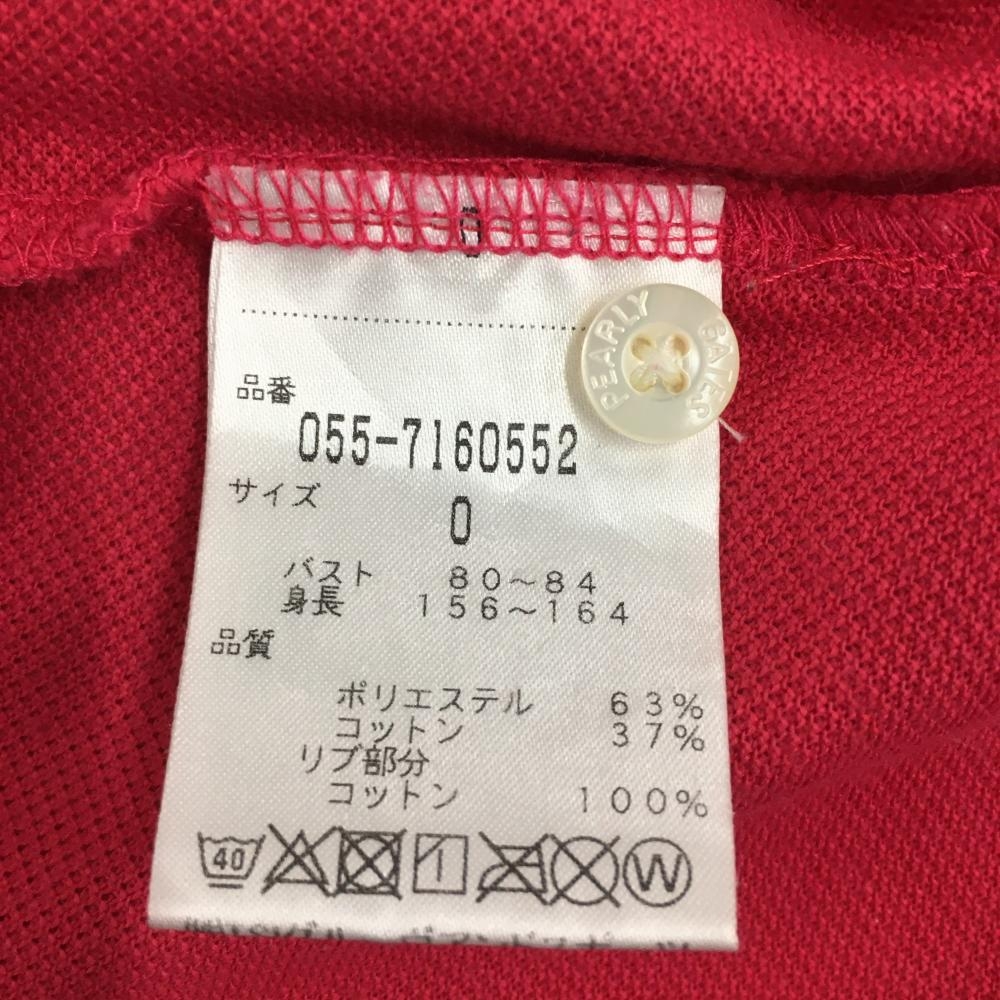 0
PEARLY GATES
品番
055-7160552
サイズ
0
バスト 80~84
身長 156~164
品質
ポリエステル 63%
コットン 37%
リブ部分
コットン 100%
40
W